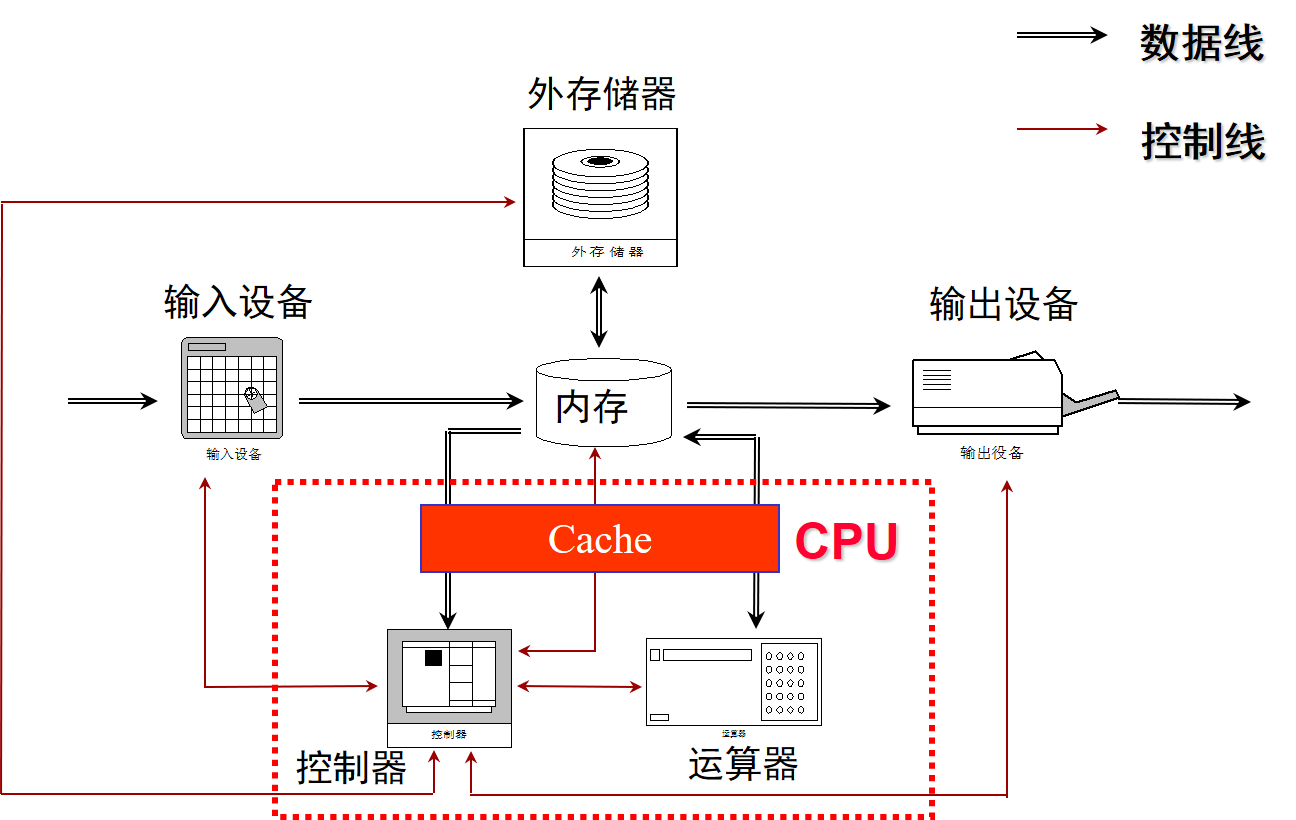 数据线
外存储器
控制线
外存储器
输入设备
输出设备
内存
输入设备
输出役备
Cache
CPU
控制器
运算器
控制器
运算器